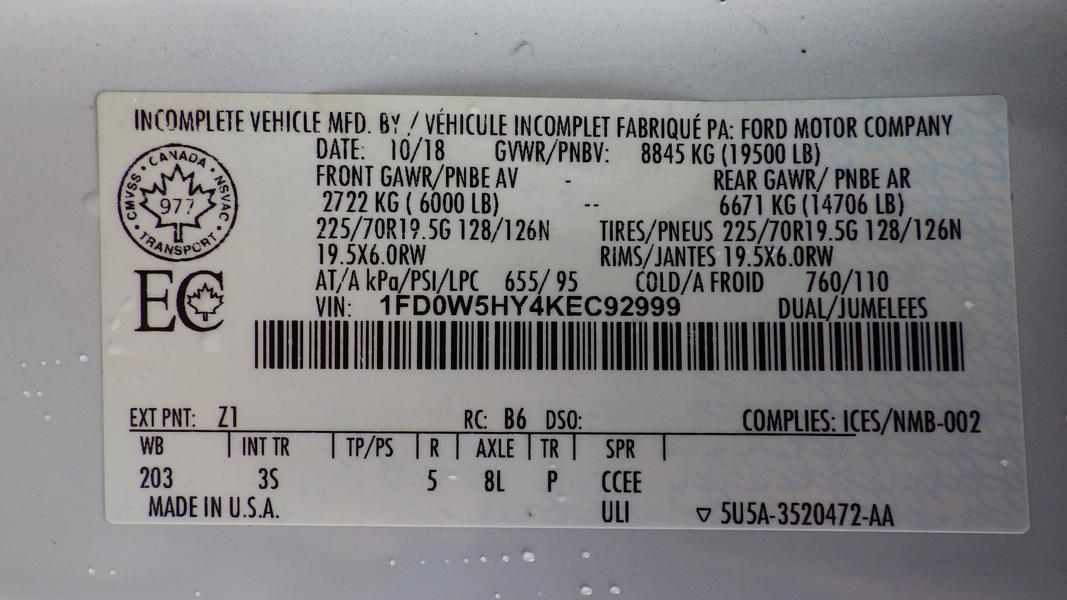 INCOMPLETE VEHICLE MFD. BY / VÉHICULE INCOMPLET FABRIQUÉ PA: FORD MOTOR COMPANY
DATE: 10/18 GVWR/PNBV: 8845 KG (19500 LB)
FRONT GAWR/PNBE AV - REAR GAWR/ PNBE AR
2722 KG ( 6000 LB) -- 6671 KG (14706 LB)
225/70R19.5G 128/126N TIRES/PNEUS 225/70R19.5G 128/126N
19.5X6.0RW RIMS/JANTES 19.5X6.0RW
AT/A kPa/PSI/LPC 655/ 95 COLD/A FROID 760/110
VIN: 1FD0W5HY4KEC92999 DUAL/JUMELEES
CANADA · NSVAC · TRANSPORT · CMVSS ·
977
EC
EXT PNT: Z1 RC: B6 DSO: COMPLIES: ICES/NMB-002
WB | INT TR | TP/PS | R | AXLE | TR | SPR |
203 3S 5 8L P CCEE
MADE IN U.S.A. ULI ▽ 5U5A-3520472-AA